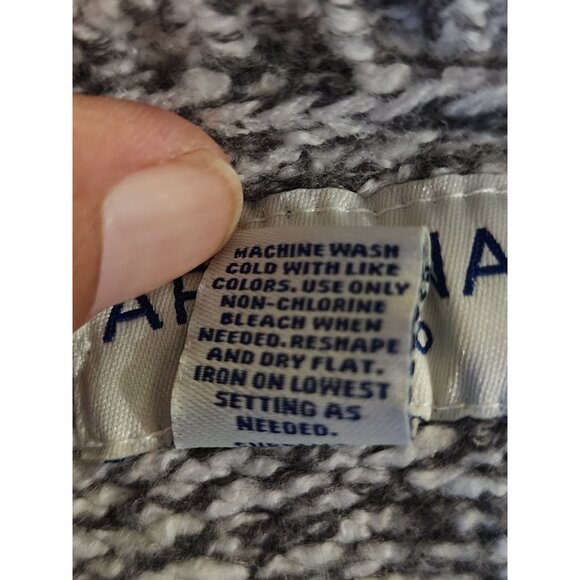 MACHINE WASH
COLD WITH LIKE
COLORS. USE ONLY
NON-CHLORINE
BLEACH WHEN
NEEDED. RESHAPE
AND DRY FLAT.
IRON ON LOWEST
SETTING AS
NEEDED.